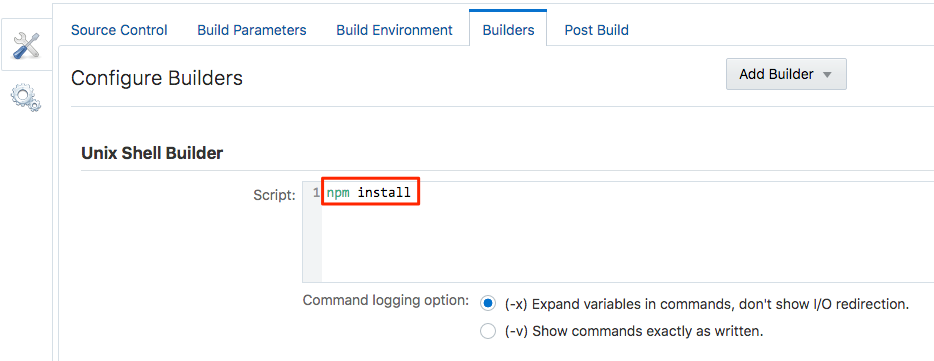 Source Control Build Parameters Build Environment Builders Post Build
Configure Builders Add Builder
Unix Shell Builder
Script: 1 npm install
Command logging option: (-x) Expand variables in commands, don't show I/O redirection.
(-v) Show commands exactly as written.